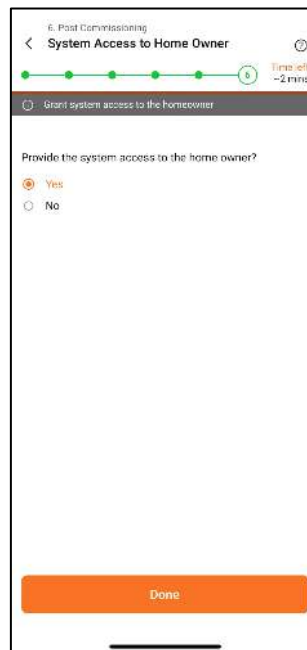 6. Post Commissioning
System Access to Home Owner
6
Time left
~2 mins
Grant system access to the homeowner
Provide the system access to the home owner?
Yes
No
Done